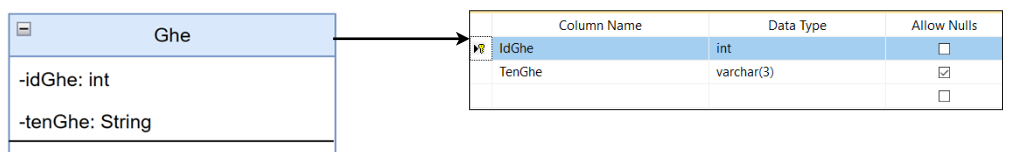 Ghe
-idGhe: int
-tenGhe: String
Column Name Data Type Allow Nulls
IdGhe int
TenGhe varchar(3)